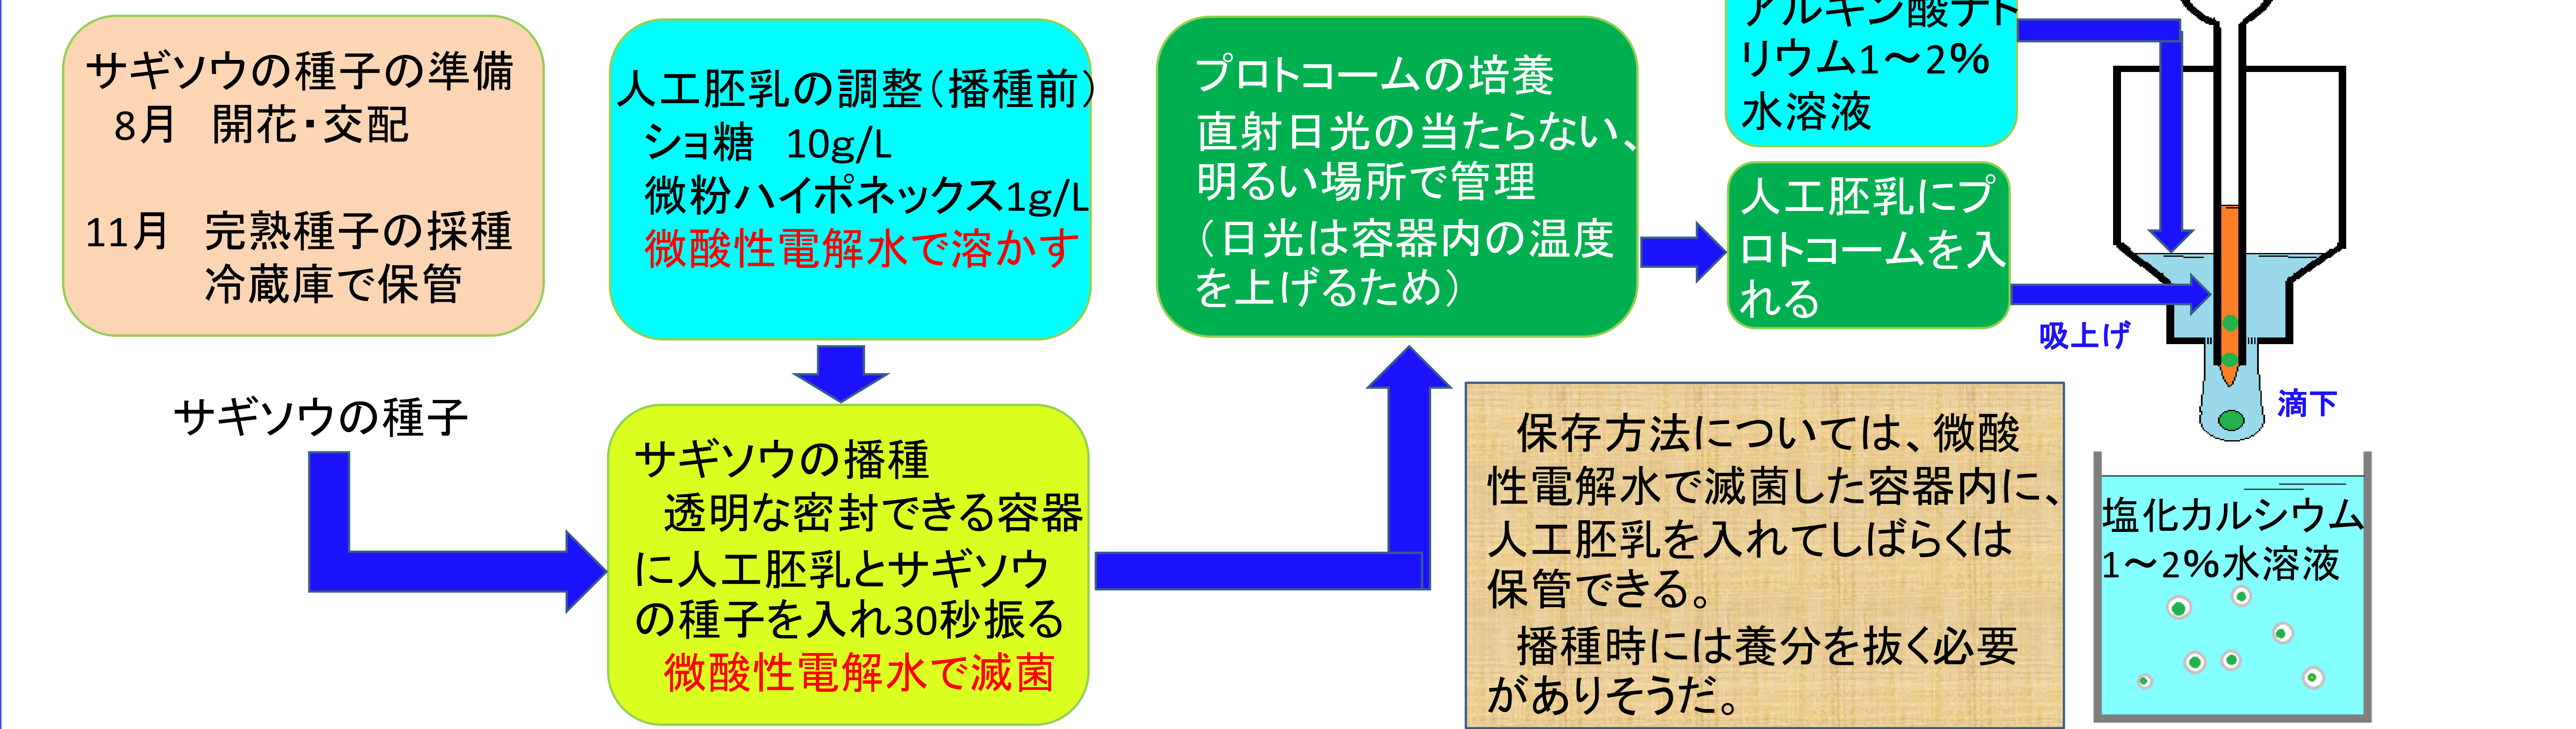 サギソウの種子の準備
8月 開花・交配
11月 完熟種子の採種
冷蔵庫で保管
サギソウの種子
人工胚乳の調整(播種前)
ショ糖 10g/L
微粉ハイポネックス1g/L
微酸性電解水で溶かす
サギソウの播種
透明な密封できる容器
に人工胚乳とサギソウ
の種子を入れ30秒振る
微酸性電解水で滅菌
プロトコームの培養
直射日光の当たらない、
明るい場所で管理
(日光は容器内の温度
を上げるため)
アルギン酸ナト
リウム1～2%
水溶液
人工胚乳にプ
ロトコームを入
れる
吸上げ
滴下
保存方法については、微酸
性電解水で滅菌した容器内に、
人工胚乳を入れてしばらくは
保管できる。
播種時には養分を抜く必要
がありそうだ。
塩化カルシウム
1～2%水溶液